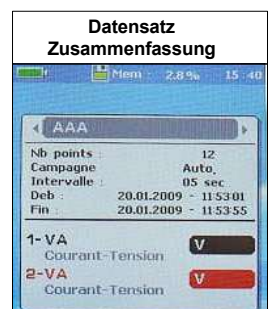 Datensatz
Zusammenfassung
Mem : 2.8% 15:40
AAA
Nb points : 12
Campagne Auto.
Intervalle : 05 sec
Deb : 20.01.2009 - 11:53:01
Fin : 20.01.2009 - 11:53:55
1-VA V
Courant-Tension
2-VA V
Courant-Tension